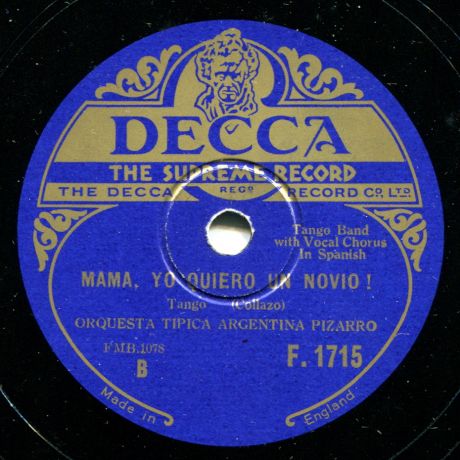 DECCA
THE SUPREME RECORD
THE DECCA REGD RECORD CO. LTD
Tango Band
with Vocal Chorus
In Spanish
MAMA, YO QUIERO UN NOVIO!
Tango (Collazo)
ORQUESTA TIPICA ARGENTINA PIZARRO
FMB.1078
B
F. 1715
Made in England